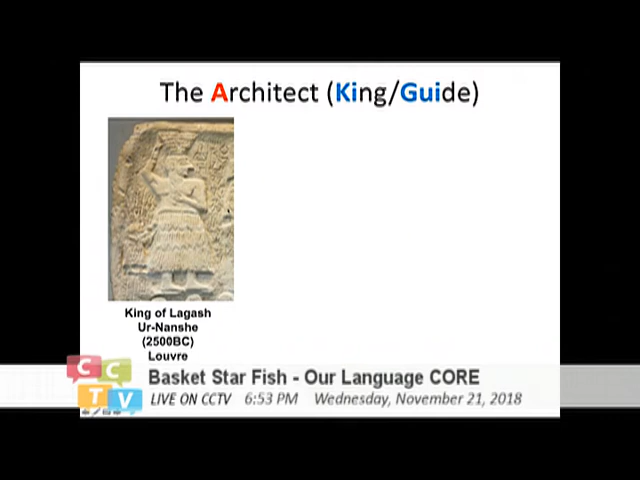 The Architect (King/Guide)
King of Lagash
Ur-Nanshe
(2500BC)
Louvre
CC
TV
Basket Star Fish - Our Language CORE
LIVE ON CCTV 6:53 PM Wednesday, November 21, 2018